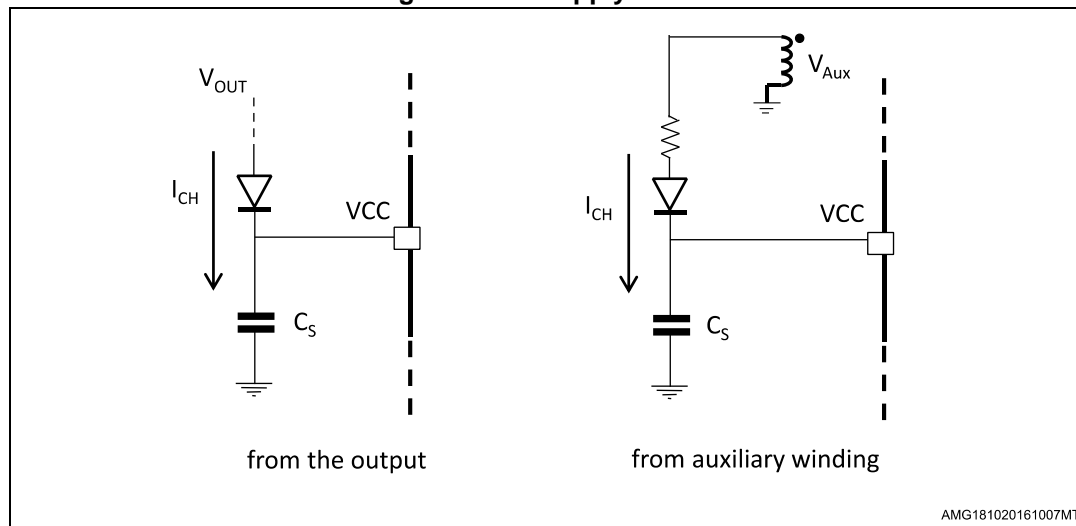 V_OUT
I_CH
VCC
C_S
from the output
V_Aux
I_CH
VCC
C_S
from auxiliary winding
AMG181020161007MT